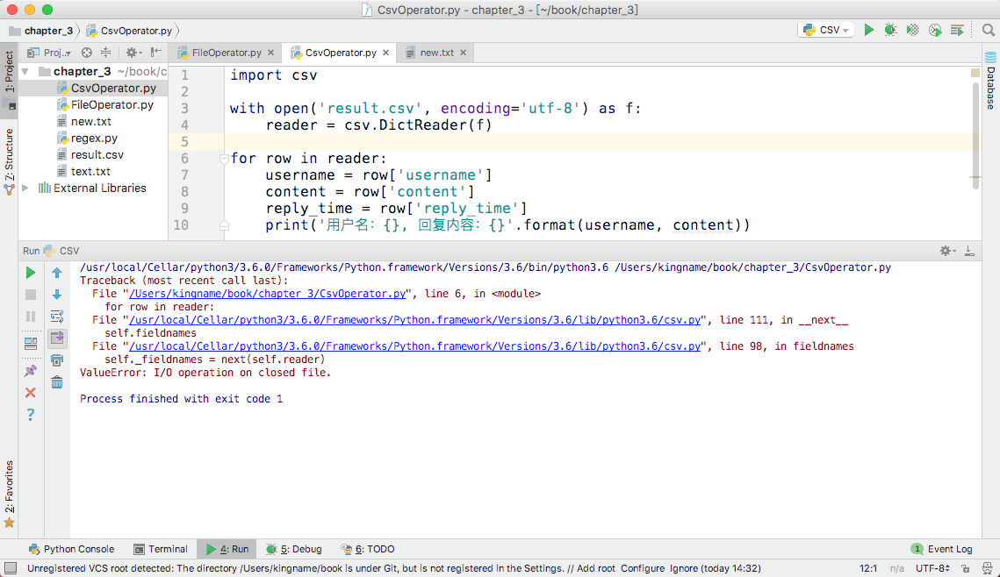 CsvOperator.py - chapter_3 - [~/book/chapter_3]
chapter_3 CsvOperator.py CSV
1: Project
Proj..
FileOperator.py CsvOperator.py new.txt
Database
chapter_3 ~/book/c
CsvOperator.py
FileOperator.py
new.txt
regex.py
result.csv
text.txt
External Libraries
Z: Structure
1 import csv
2
3 with open('result.csv', encoding='utf-8') as f:
4 reader = csv.DictReader(f)
5
6 for row in reader:
7 username = row['username']
8 content = row['content']
9 reply_time = row['reply_time']
10 print('用户名: {}, 回复内容: {}'.format(username, content))
Run CSV
/usr/local/Cellar/python3/3.6.0/Frameworks/Python.framework/Versions/3.6/bin/python3.6 /Users/kingname/book/chapter_3/CsvOperator.py
Traceback (most recent call last):
File "/Users/kingname/book/chapter_3/CsvOperator.py", line 6, in <module>
for row in reader:
File "/usr/local/Cellar/python3/3.6.0/Frameworks/Python.framework/Versions/3.6/lib/python3.6/csv.py", line 111, in __next__
self.fieldnames
File "/usr/local/Cellar/python3/3.6.0/Frameworks/Python.framework/Versions/3.6/lib/python3.6/csv.py", line 98, in fieldnames
self._fieldnames = next(self.reader)
ValueError: I/O operation on closed file.
Process finished with exit code 1
2: Favorites
Python Console Terminal 4: Run 5: Debug 6: TODO 1 Event Log
Unregistered VCS root detected: The directory /Users/kingname/book is under Git, but is not registered in the Settings. // Add root Configure Ignore (today 14:32) 12:1 n/a UTF-8